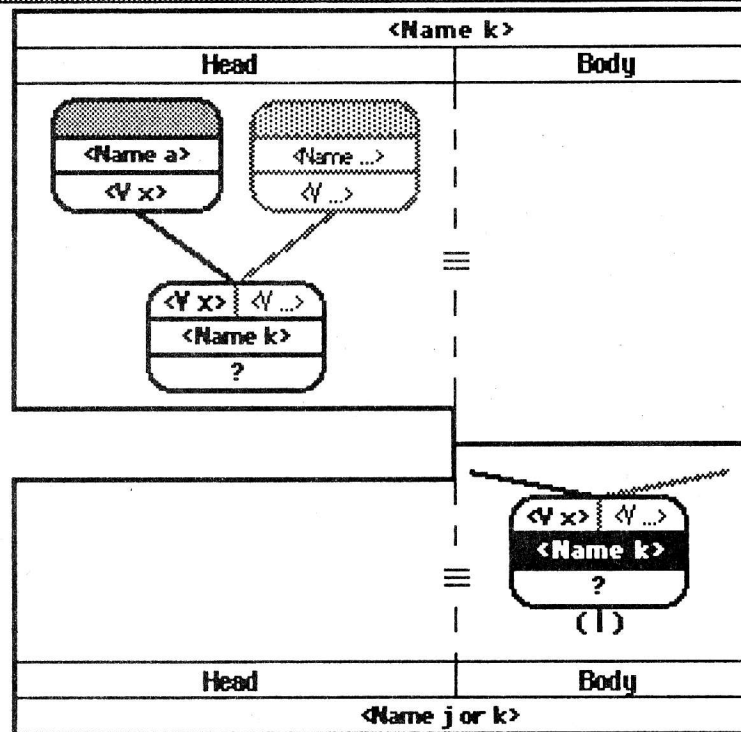 <Name k>
Head Body
<Name a> <Name ...>
<V x> <V ...>
≡
<V x> <V ...>
<Name k>
?
<V x> <V ...>
<Name k>
≡ ?
( | )
Head Body
<Name j or k>